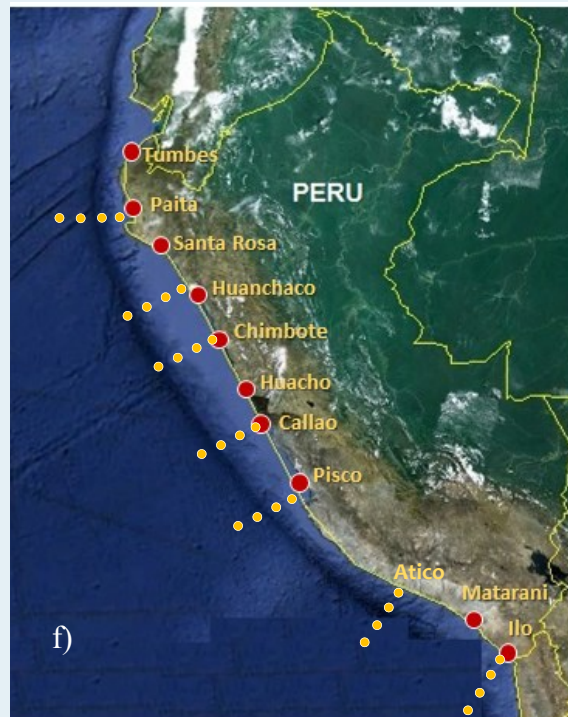 Tumbes
PERU
Paita
Santa Rosa
Huanchaco
Chimbote
Huacho
Callao
Pisco
Atico
Matarani
Ilo
f)